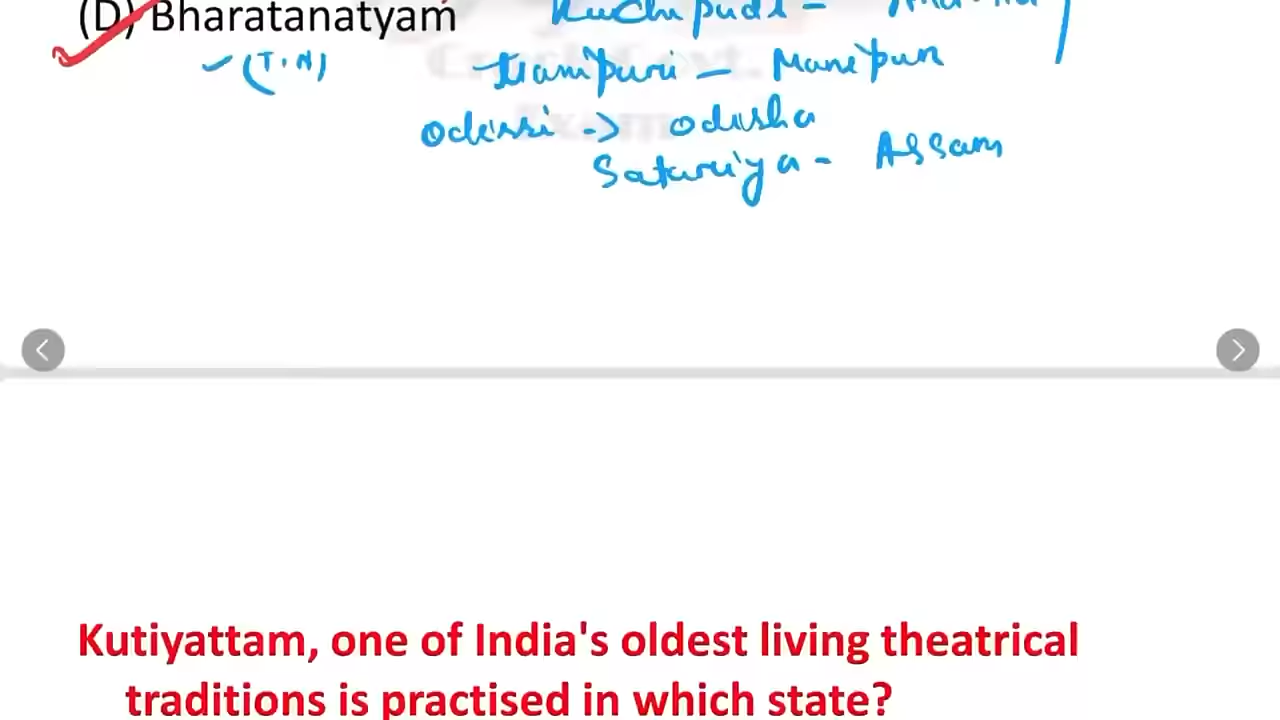 (D) Bharatanatyam
Kuchipudi -
(T.N)
Manipuri - Manipur
Odissi -> Odisha
Satariya - Assam
Kutiyattam, one of India's oldest living theatrical
traditions is practised in which state?